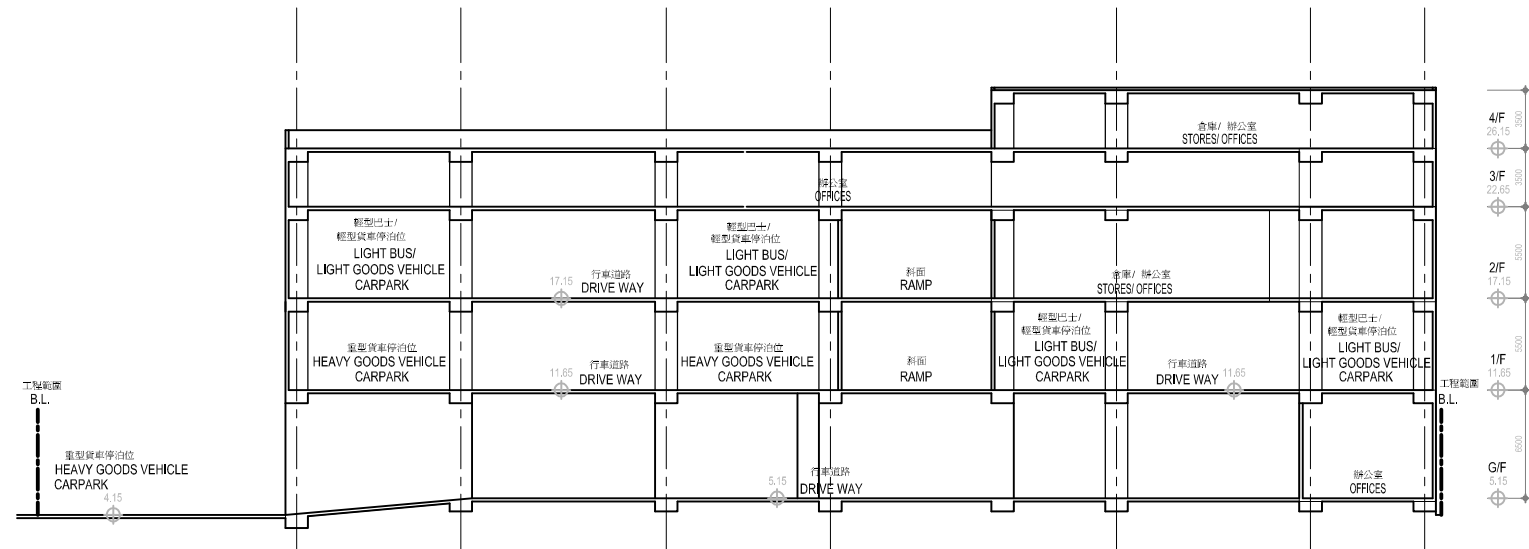 4/F
26.15
3500
倉庫/ 辦公室
STORES/ OFFICES
3/F
22.65
3500
辦公室
OFFICES
輕型巴士/
輕型貨車停泊位
LIGHT BUS/
LIGHT GOODS VEHICLE
CARPARK
17.15
行車道路
DRIVE WAY
輕型巴士/
輕型貨車停泊位
LIGHT BUS/
LIGHT GOODS VEHICLE
CARPARK
斜面
RAMP
倉庫/ 辦公室
STORES/ OFFICES
2/F
17.15
5500
重型貨車停泊位
HEAVY GOODS VEHICLE
CARPARK
11.65
行車道路
DRIVE WAY
重型貨車停泊位
HEAVY GOODS VEHICLE
CARPARK
斜面
RAMP
輕型巴士/
輕型貨車停泊位
LIGHT BUS/
LIGHT GOODS VEHICLE
CARPARK
行車道路
DRIVE WAY
11.65
輕型巴士/
輕型貨車停泊位
LIGHT BUS/
LIGHT GOODS VEHICLE
CARPARK
1/F
11.65
5500
工程範圍
B.L.
工程範圍
B.L.
重型貨車停泊位
HEAVY GOODS VEHICLE
CARPARK
4.15
行車道路
DRIVE WAY
5.15
辦公室
OFFICES
G/F
5.15
6500